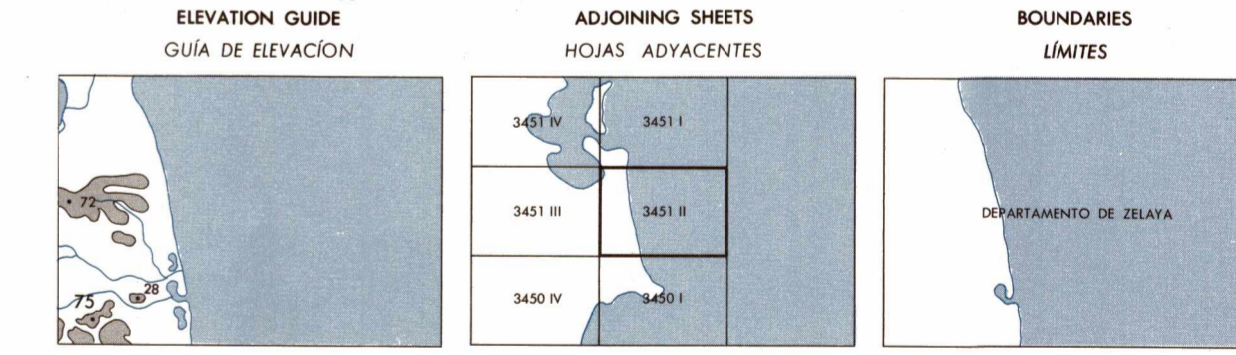 ELEVATION GUIDE
GUÍA DE ELEVACÍON
72
28
75
ADJOINING SHEETS
HOJAS ADYACENTES
3451 IV
3451 I
3451 III
3451 II
3450 IV
3450 I
BOUNDARIES
LÍMITES
DEPARTAMENTO DE ZELAYA